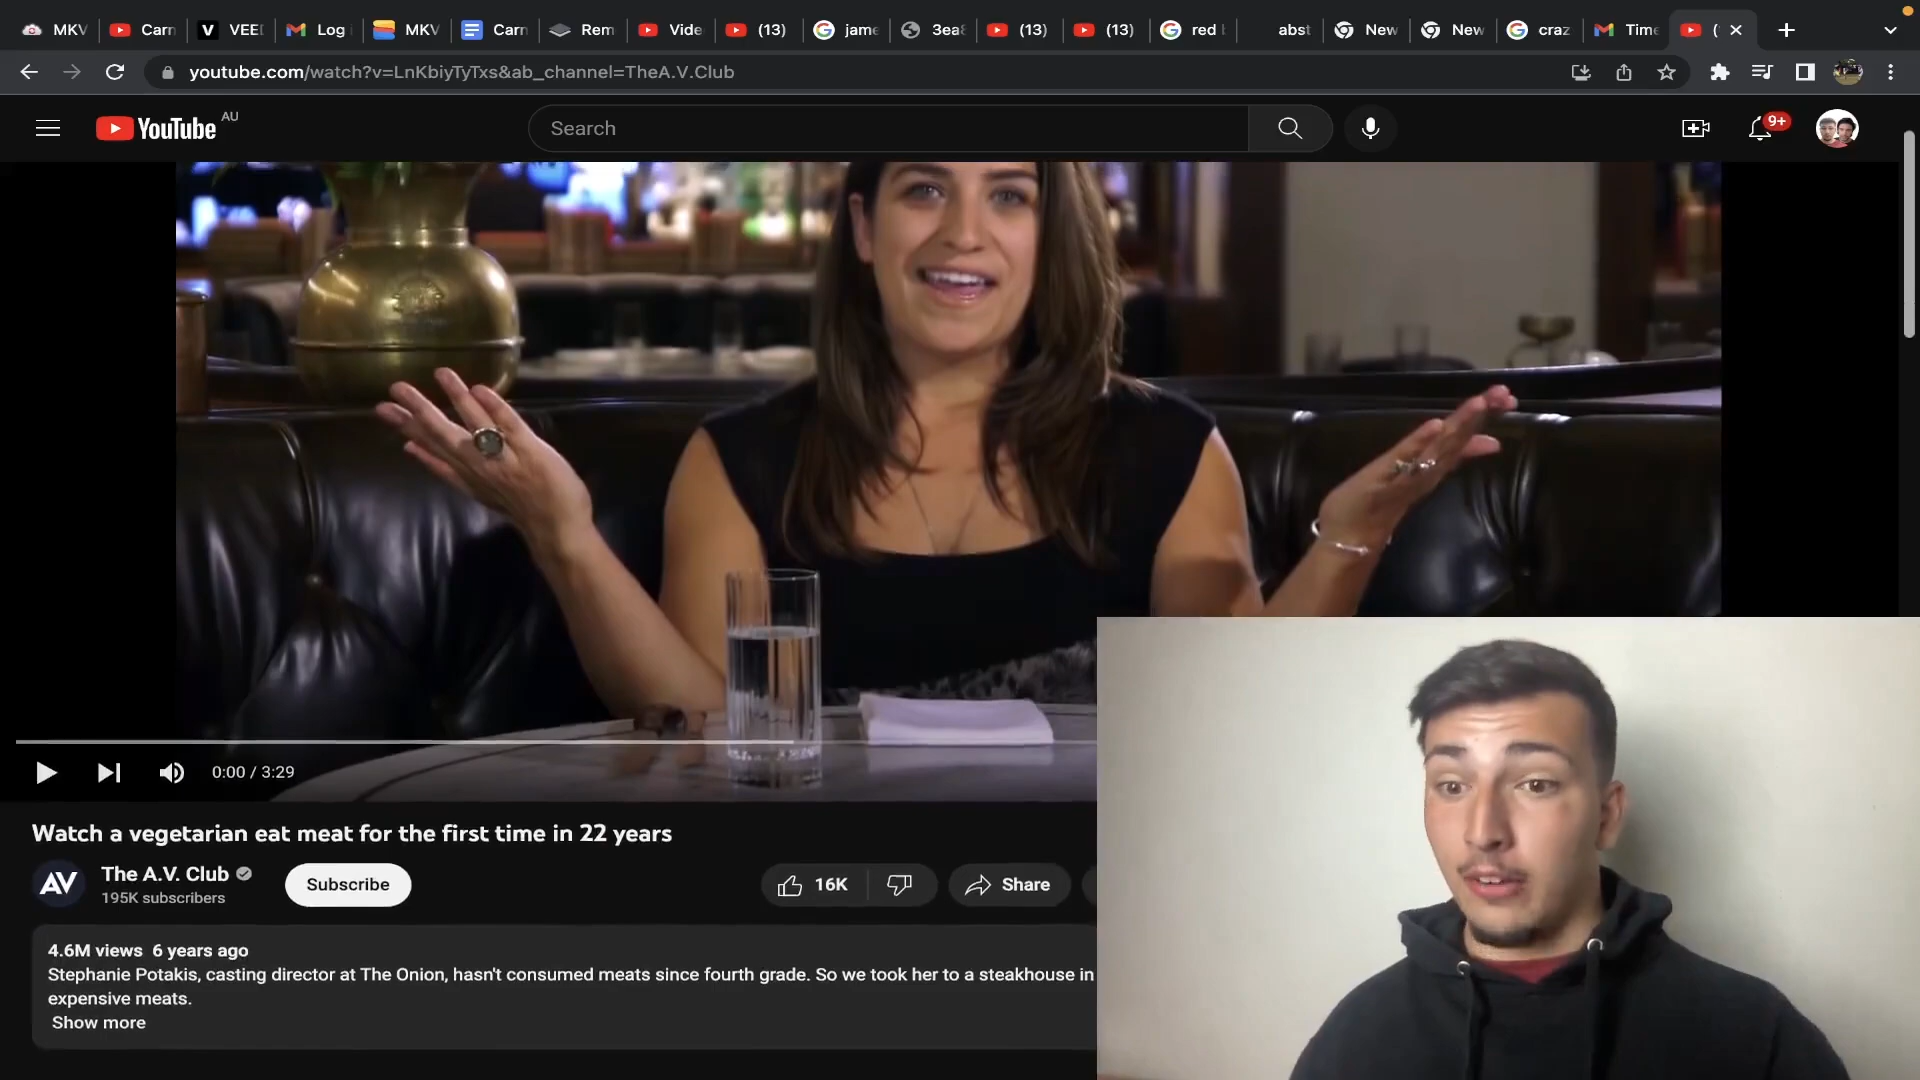 MKV
Carn
VEED
Log i
MKV
Carn
Rem
Vide
(13)
jame
3ea8
(13)
(13)
red b
abst
New
New
craz
Time
(
youtube.com/watch?v=LnKbiyTyTxs&ab_channel=TheA.V.Club
YouTube AU
Search
9+
0:00 / 3:29
Watch a vegetarian eat meat for the first time in 22 years
AV
The A.V. Club
195K subscribers
Subscribe
16K
Share
4.6M views 6 years ago
Stephanie Potakis, casting director at The Onion, hasn't consumed meats since fourth grade. So we took her to a steakhouse in
expensive meats.
Show more